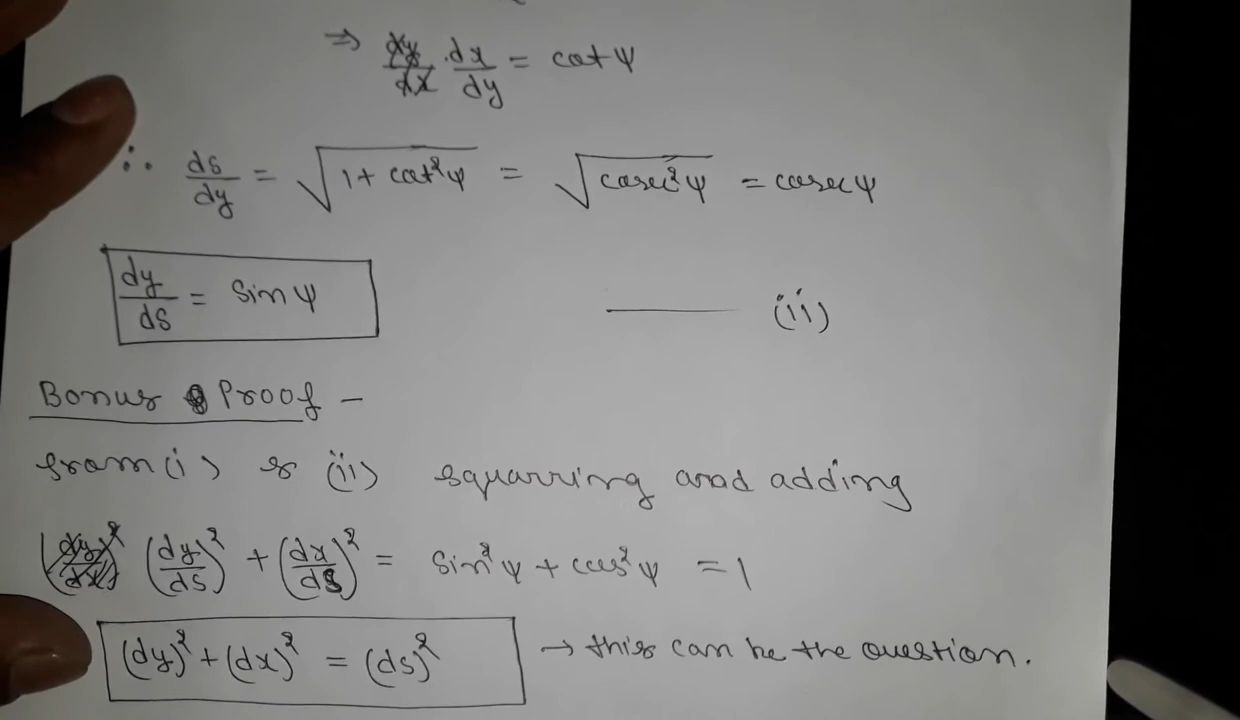 ⇒ dx/dy = cot ψ
∴ ds/dy = √(1 + cot²ψ) = √(cosec²ψ) = cosec ψ
dy/ds = sin ψ ——— (ii)
Bonus Proof –
from (i) & (ii) squarring and adding
(dy/ds)² + (dx/ds)² = sin²ψ + cos²ψ = 1
(dy)² + (dx)² = (ds)² → this can be the question.